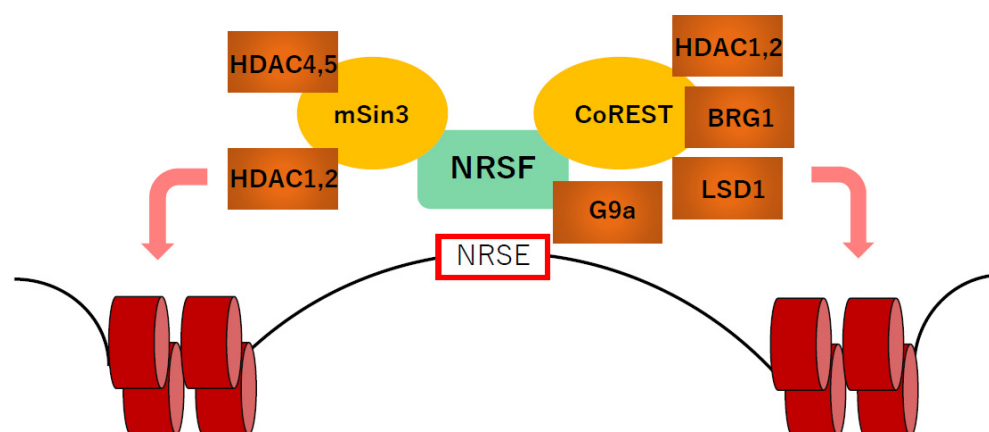 HDAC4,5
mSin3
HDAC1,2
NRSF
CoREST
HDAC1,2
BRG1
LSD1
G9a
NRSE